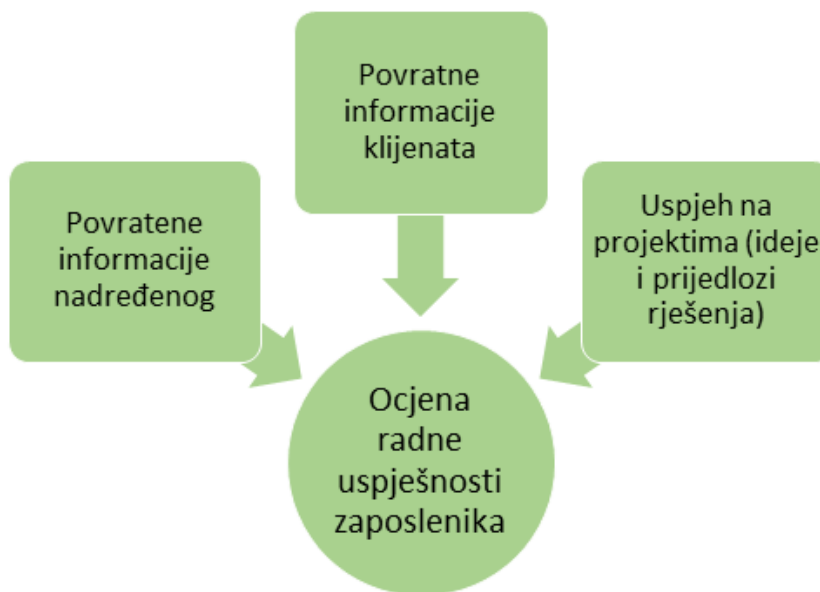 Povratne
informacije
klijenata
Povratene
informacije
nadređenog
Uspjeh na
projektima (ideje
i prijedlozi
rješenja)
Ocjena
radne
uspješnosti
zaposlenika